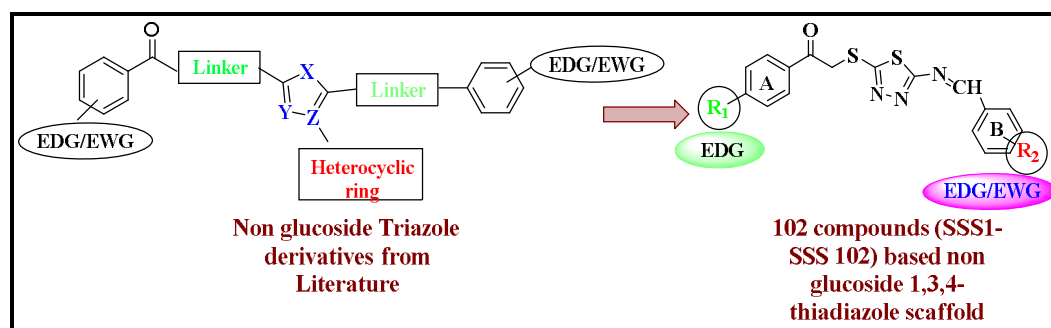 O
Linker
X
Y
Z
Linker
EDG/EWG
EDG/EWG
Heterocyclic
ring
Non glucoside Triazole
derivatives from
Literature
O
S
S
N
N–N
CH
A
R1
EDG
B
R2
EDG/EWG
102 compounds (SSS1-
SSS 102) based non
glucoside 1,3,4-
thiadiazole scaffold